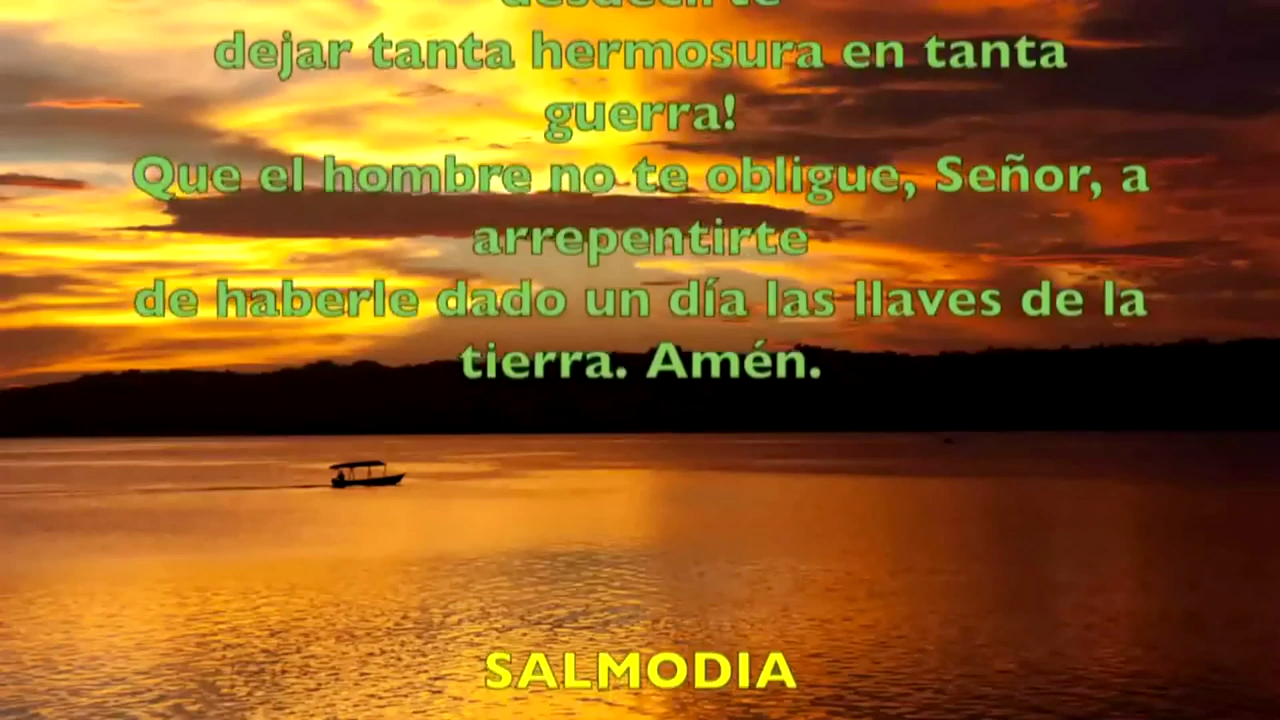 dejar tanta hermosura en tanta
guerra!
Que el hombre no te obligue, Señor, a
arrepentirte
de haberle dado un día las llaves de la
tierra. Amén.
SALMODIA